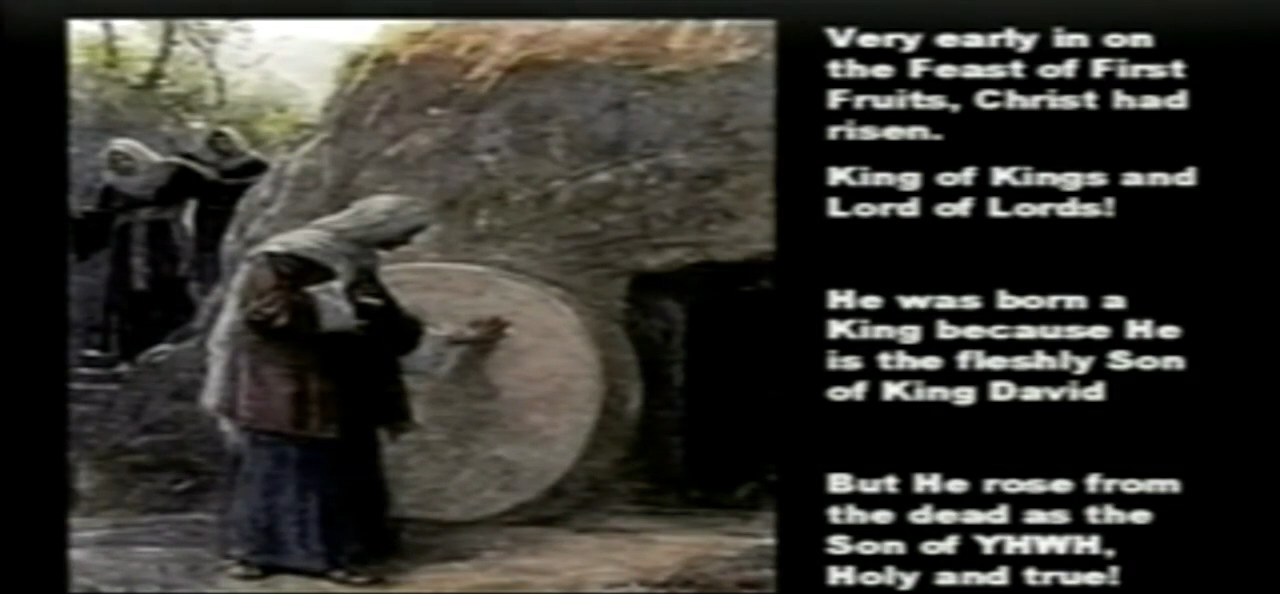 Very early in on
the Feast of First
Fruits, Christ had
risen.
King of Kings and
Lord of Lords!
He was born a
King because He
is the fleshly Son
of King David
But He rose from
the dead as the
Son of YHWH,
Holy and true!